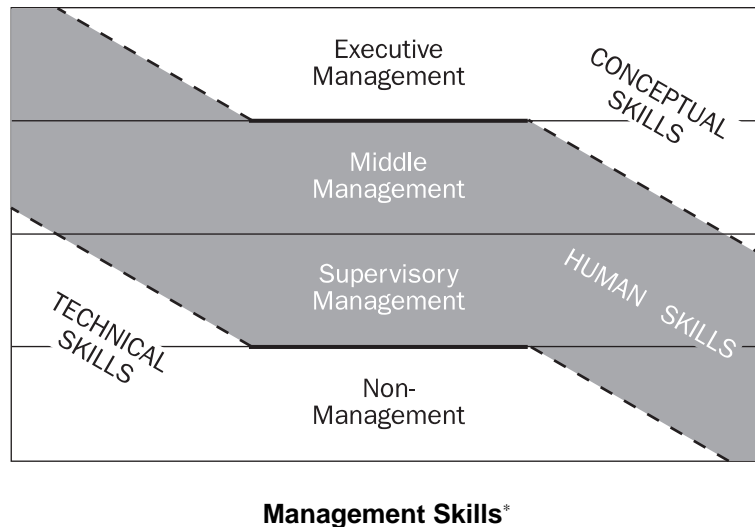 Executive
Management
CONCEPTUAL
SKILLS
Middle
Management
Supervisory
Management
HUMAN SKILLS
TECHNICAL
SKILLS
Non-
Management
Management Skills*